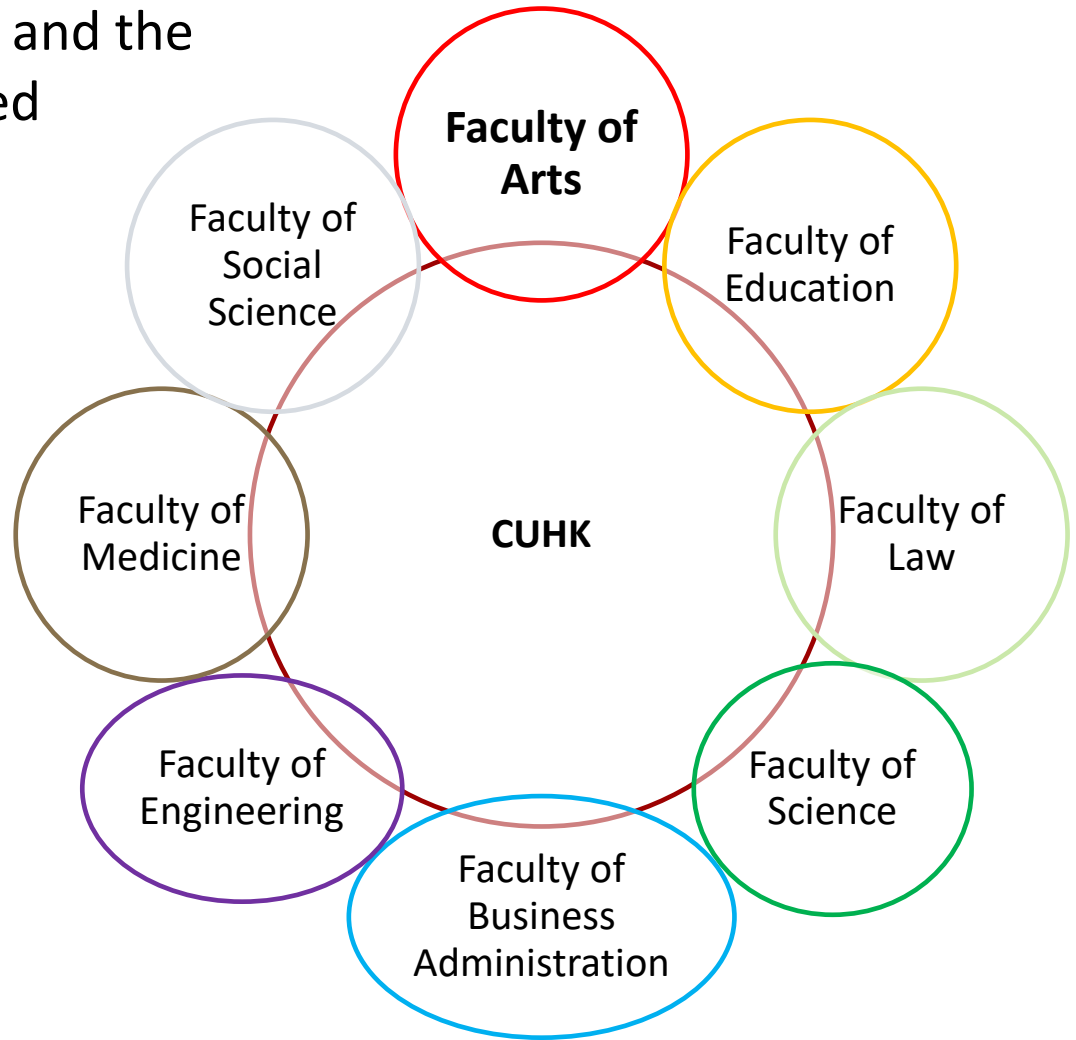 and the
ed
Faculty of
Arts
Faculty of
Social
Science
Faculty of
Education
Faculty of
Medicine
CUHK
Faculty of
Law
Faculty of
Engineering
Faculty of
Science
Faculty of
Business
Administration